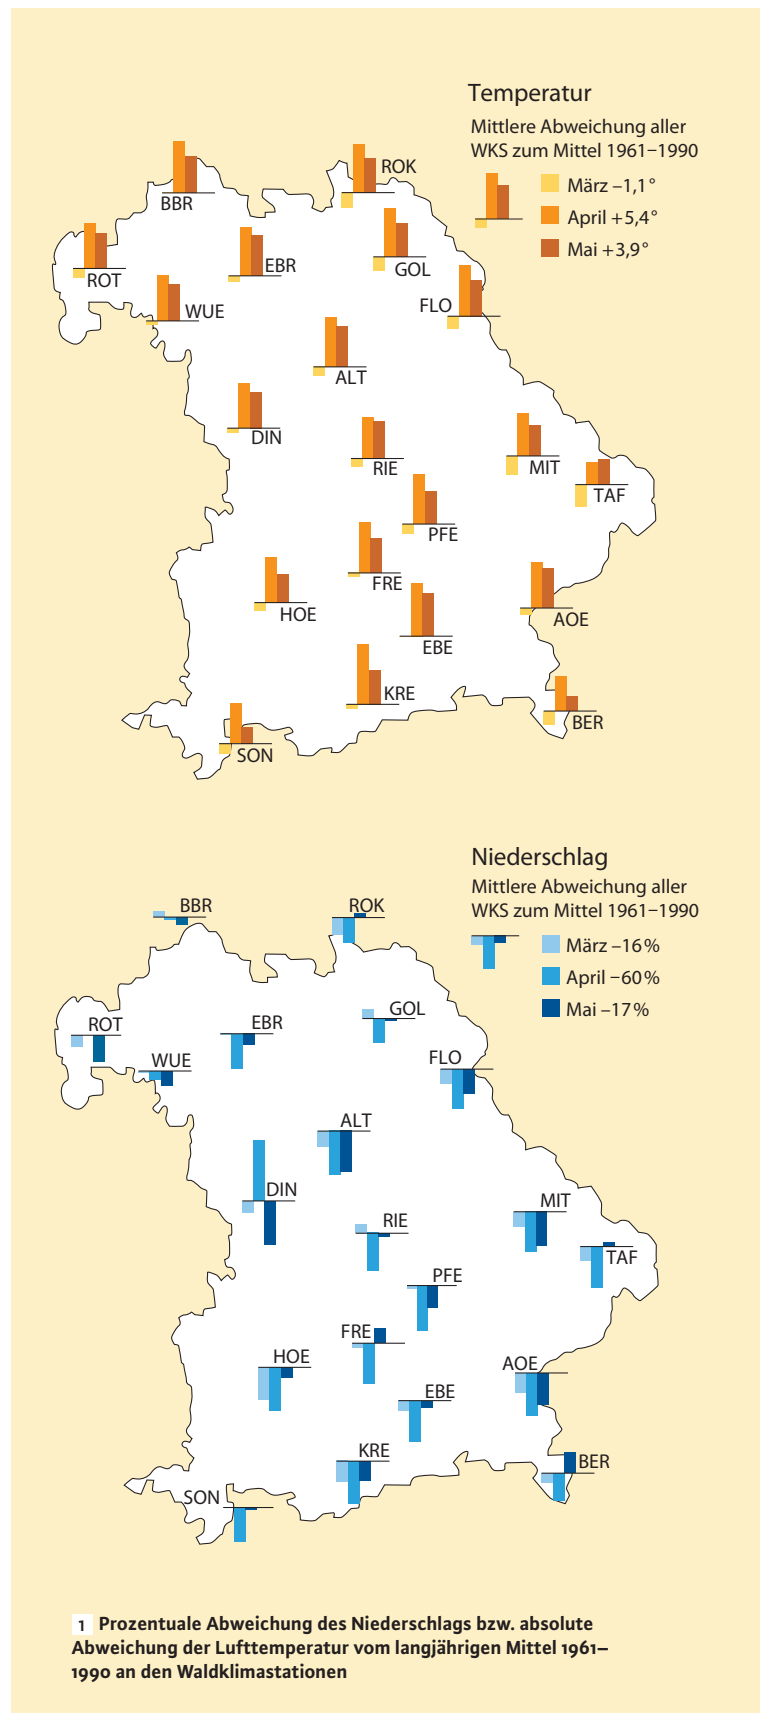 Temperatur
Mittlere Abweichung aller
WKS zum Mittel 1961–1990
März –1,1°
April +5,4°
Mai +3,9°
ROK
BBR
EBR
GOL
ROT
FLO
WUE
ALT
DIN
RIE
MIT
TAF
PFE
FRE
HOE
AOE
EBE
KRE
BER
SON
Niederschlag
Mittlere Abweichung aller
WKS zum Mittel 1961–1990
März –16%
April –60%
Mai –17%
BBR
ROK
GOL
ROT
EBR
WUE
FLO
ALT
DIN
MIT
RIE
TAF
PFE
FRE
HOE
AOE
EBE
KRE
BER
SON
1 Prozentuale Abweichung des Niederschlags bzw. absolute
Abweichung der Lufttemperatur vom langjährigen Mittel 1961–
1990 an den Waldklimastationen